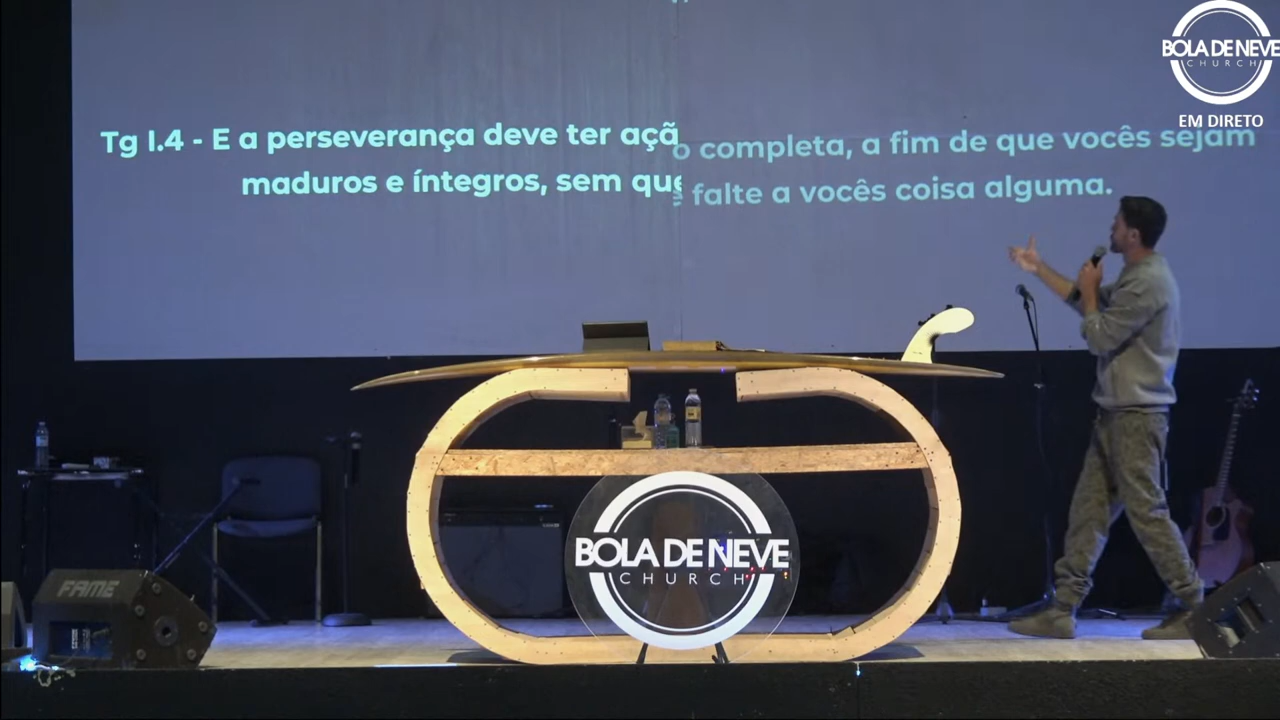 BOLA DE NEVE
CHURCH
EM DIRETO
Tg I.4 - E a perseverança deve ter ação completa, a fim de que vocês sejam
maduros e íntegros, sem que falte a vocês coisa alguma.
BOLA DE NEVE
CHURCH
FAME